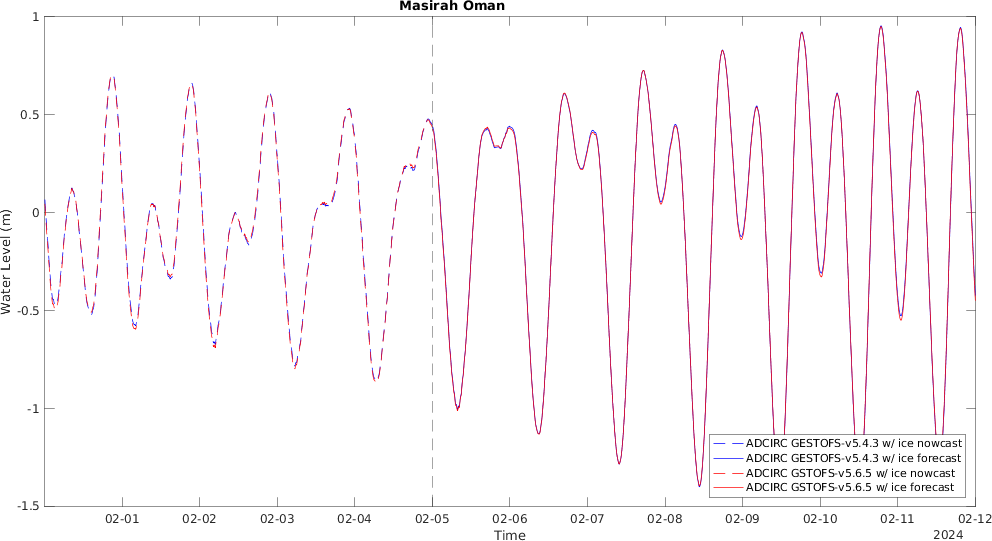 Masirah Oman
Water Level (m)
1
0.5
0
-0.5
-1
-1.5
02-01 02-02 02-03 02-04 02-05 02-06 02-07 02-08 02-09 02-10 02-11 02-12
Time
2024
ADCIRC GESTOFS-v5.4.3 w/ ice nowcast
ADCIRC GESTOFS-v5.4.3 w/ ice forecast
ADCIRC GSTOFS-v5.6.5 w/ ice nowcast
ADCIRC GSTOFS-v5.6.5 w/ ice forecast